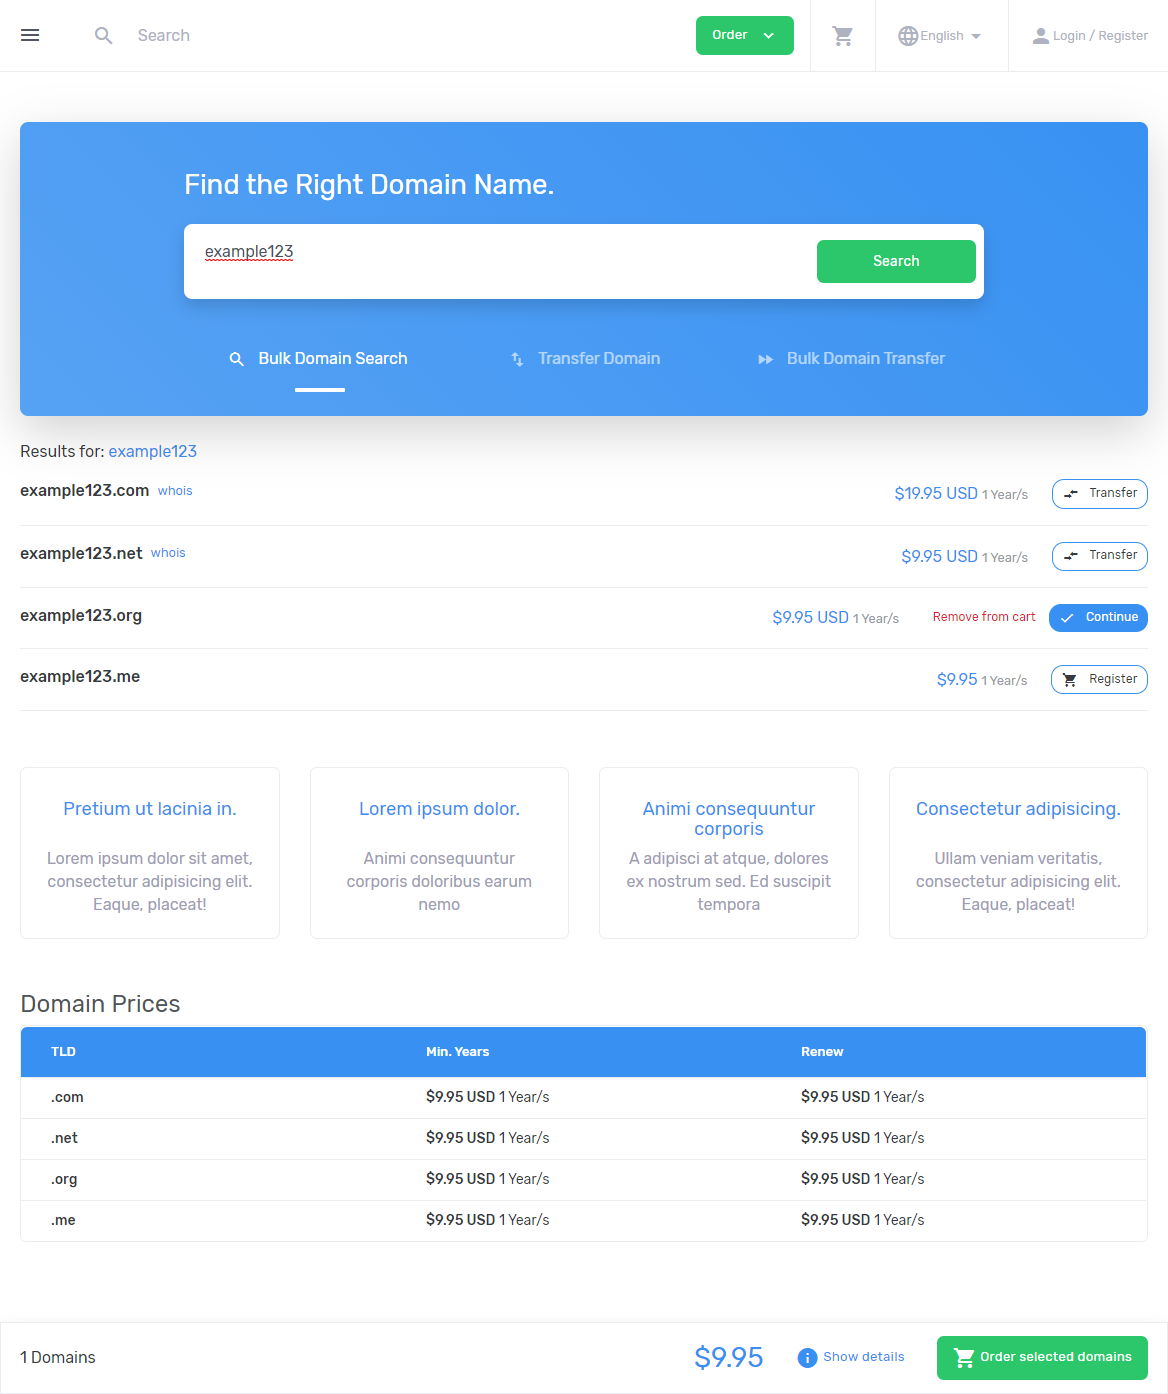 Search
Order
English
Login / Register
Find the Right Domain Name.
example123
Search
Bulk Domain Search
Transfer Domain
Bulk Domain Transfer
Results for: example123
example123.com whois $19.95 USD 1 Year/s Transfer
example123.net whois $9.95 USD 1 Year/s Transfer
example123.org $9.95 USD 1 Year/s Remove from cart Continue
example123.me $9.95 1 Year/s Register
Pretium ut lacinia in.
Lorem ipsum dolor sit amet,
consectetur adipisicing elit.
Eaque, placeat!
Lorem ipsum dolor.
Animi consequuntur
corporis doloribus earum
nemo
Animi consequuntur
corporis
A adipisci at atque, dolores
ex nostrum sed. Ed suscipit
tempora
Consectetur adipisicing.
Ullam veniam veritatis,
consectetur adipisicing elit.
Eaque, placeat!
Domain Prices
TLD Min. Years Renew
.com $9.95 USD 1 Year/s $9.95 USD 1 Year/s
.net $9.95 USD 1 Year/s $9.95 USD 1 Year/s
.org $9.95 USD 1 Year/s $9.95 USD 1 Year/s
.me $9.95 USD 1 Year/s $9.95 USD 1 Year/s
1 Domains $9.95 Show details Order selected domains